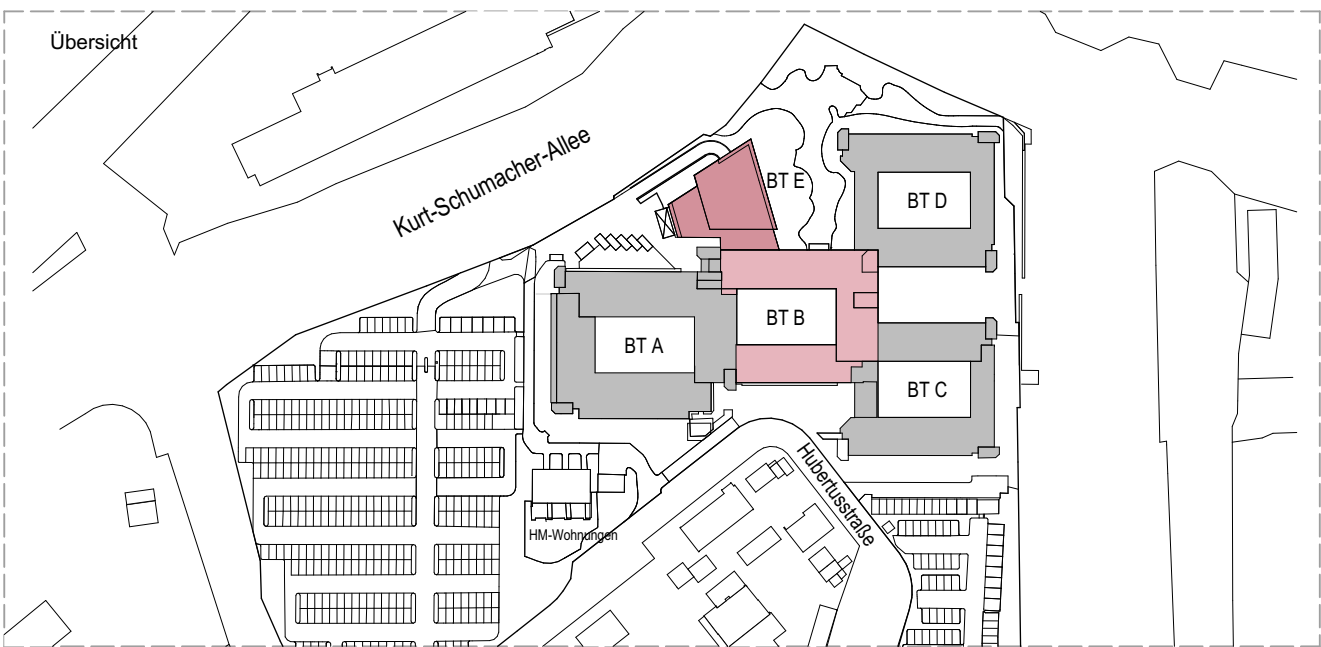 Übersicht
Kurt-Schumacher-Allee
BT E
BT D
BT B
BT A
BT C
Hubertusstraße
HM-Wohnungen